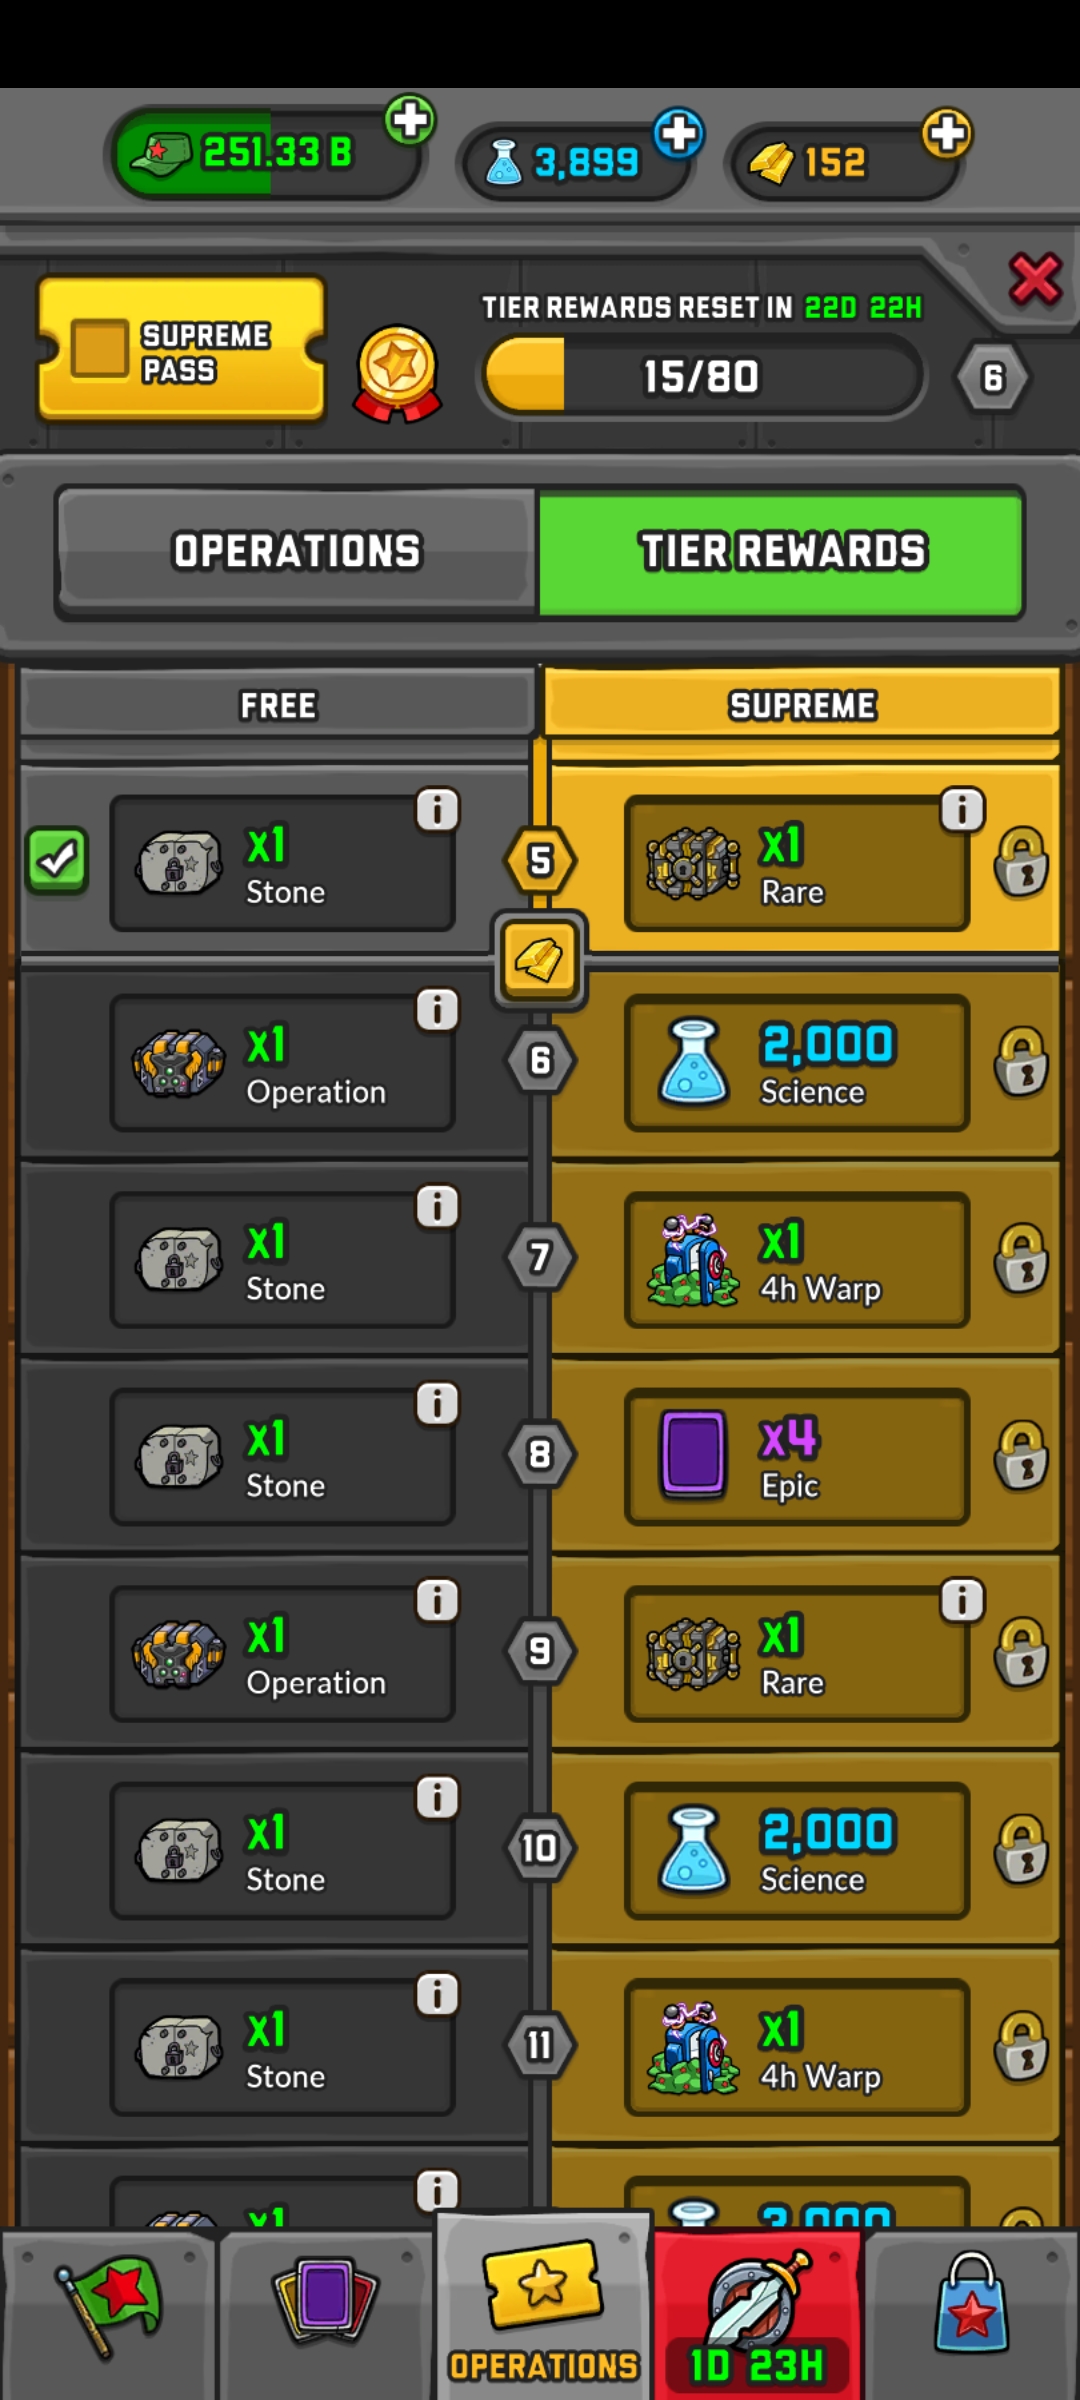 251.33 B
3,899
152
TIER REWARDS RESET IN 22D 22H
SUPREME
PASS
15/80
6
OPERATIONS
TIER REWARDS
FREE
SUPREME
x1
Stone
5
x1
Rare
x1
Operation
6
2,000
Science
x1
Stone
7
x1
4h Warp
x1
Stone
8
x4
Epic
x1
Operation
9
x1
Rare
x1
Stone
10
2,000
Science
x1
Stone
11
x1
4h Warp
x1
3,000
OPERATIONS
1D 23H